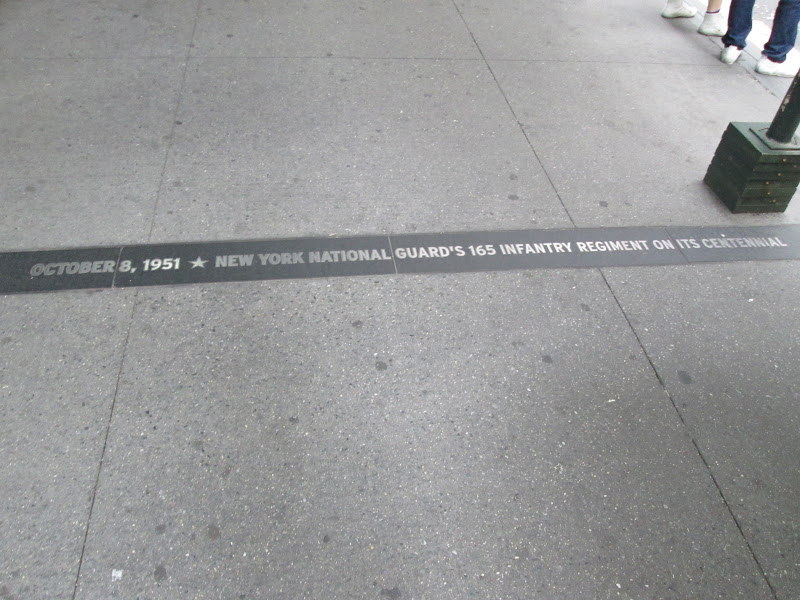 OCTOBER 8, 1951 ★ NEW YORK NATIONAL GUARD'S 165 INFANTRY REGIMENT ON ITS CENTENNIAL